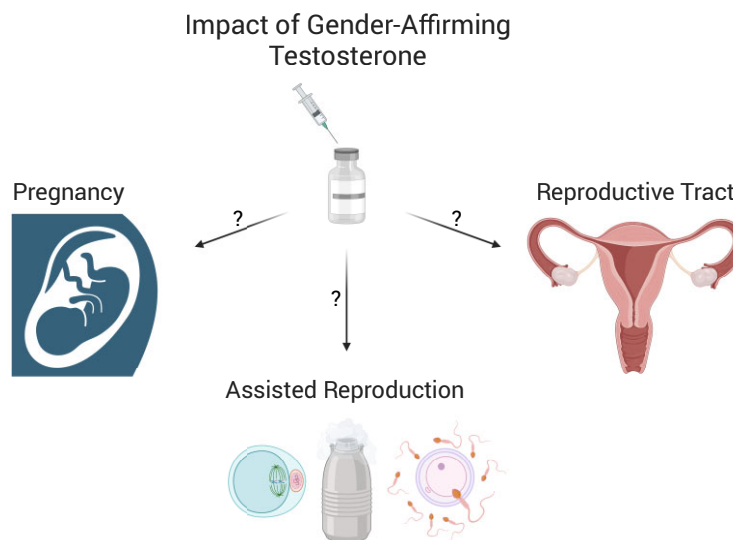 Impact of Gender-Affirming
Testosterone
Pregnancy
Reproductive Tract
?
?
?
Assisted Reproduction